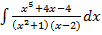 ∫ (x⁵+4x-4)/((x²+1)(x-2)) dx